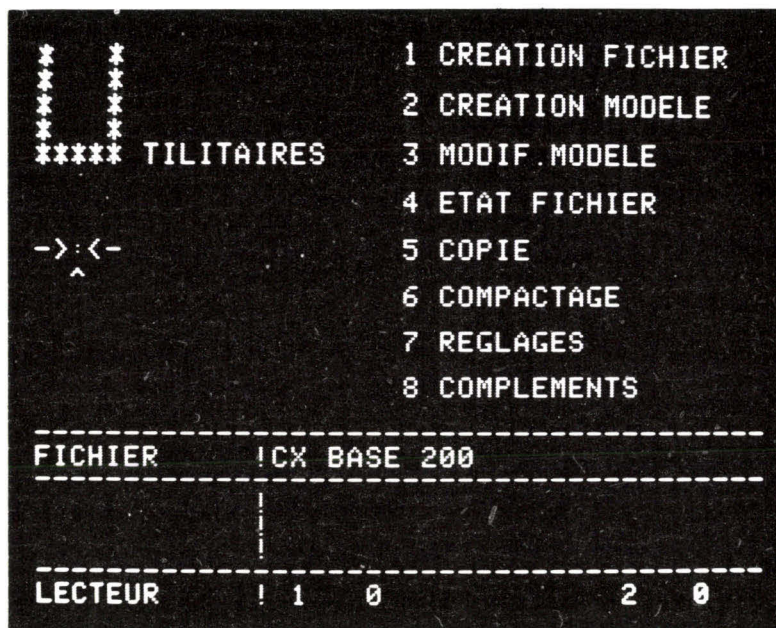 *     *     1 CREATION FICHIER
*     *
*     *     2 CREATION MODELE
*     *
***** TILITAIRES     3 MODIF.MODELE
4 ETAT FICHIER
->:<-     5 COPIE
^
6 COMPACTAGE
7 REGLAGES
8 COMPLEMENTS
------------------------------
FICHIER     !CX BASE 200
------------------------------
!
!
!
------------------------------
LECTEUR     ! 1   0     2   0